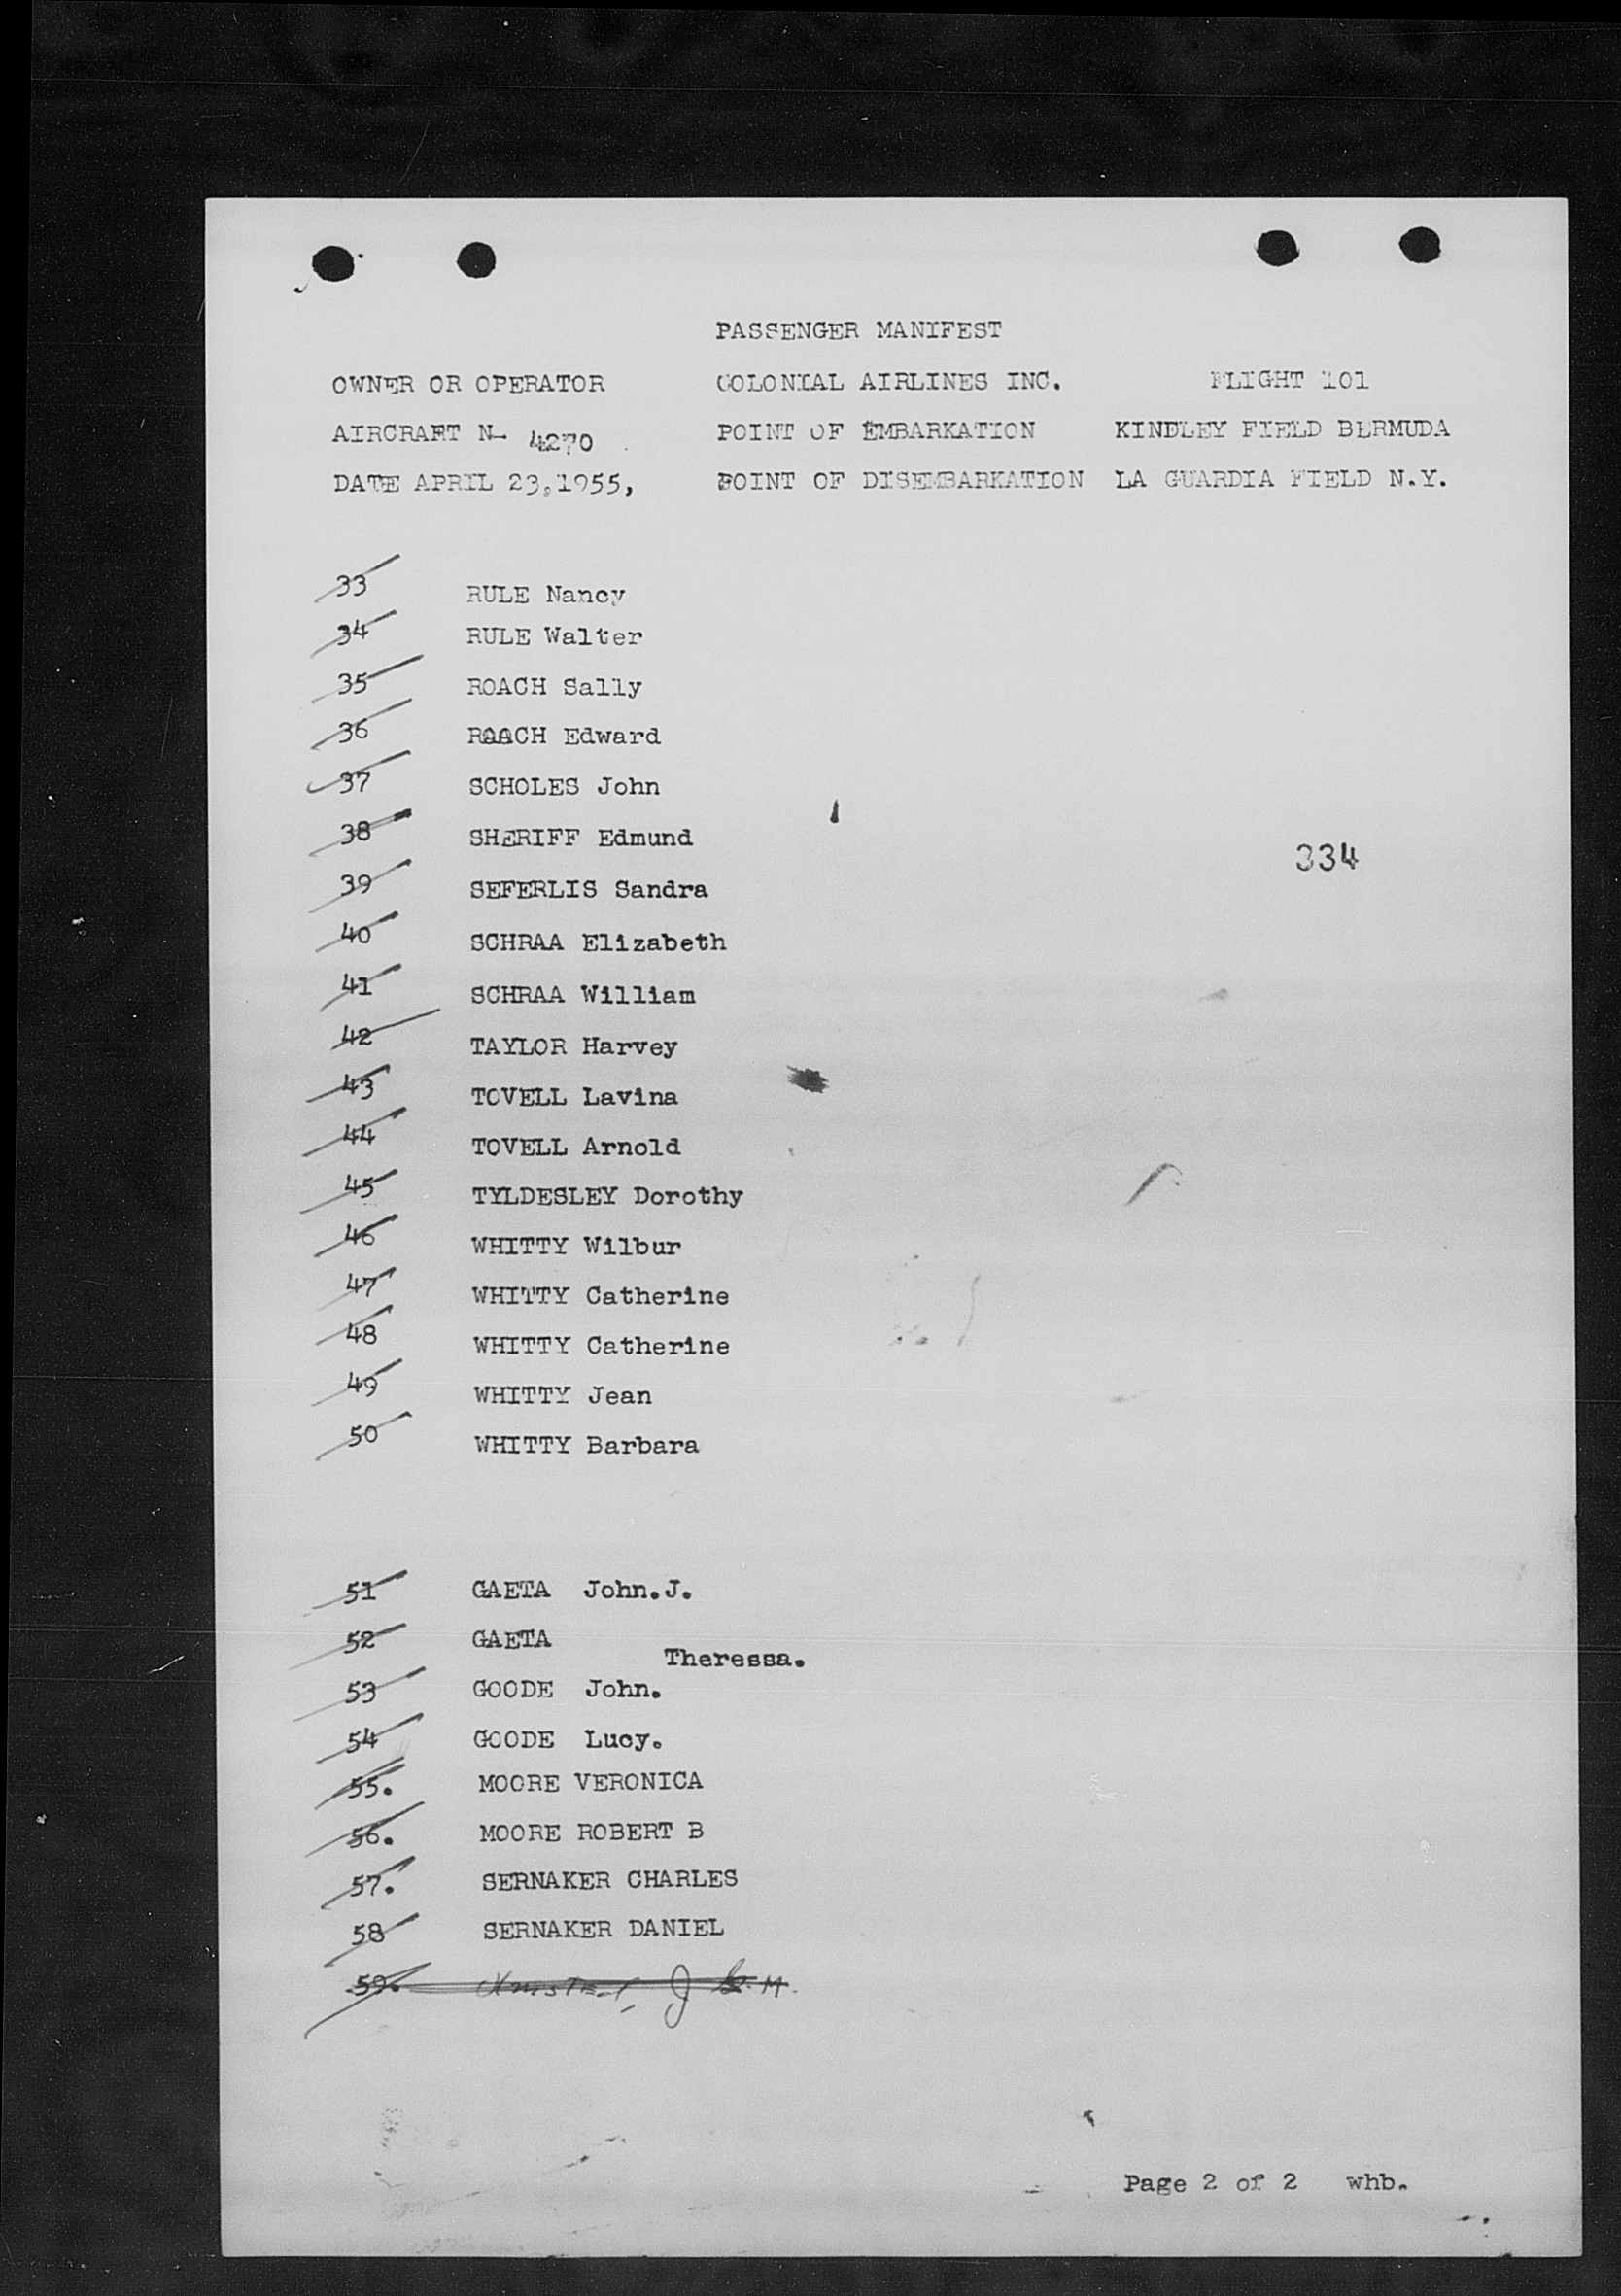 PASSENGER MANIFEST
OWNER OR OPERATOR COLONIAL AIRLINES INC. FLIGHT 101
AIRCRAFT N- 4270 POINT OF EMBARKATION KINDLEY FIELD BERMUDA
DATE APRIL 23,1955, POINT OF DISEMBARKATION LA GUARDIA FIELD N.Y.
33 RULE Nancy
34 RULE Walter
35 ROACH Sally
36 ROACH Edward
37 SCHOLES John
38 SHERIFF Edmund
334
39 SEFERLIS Sandra
40 SCHRAA Elizabeth
41 SCHRAA William
42 TAYLOR Harvey
43 TOVELL Lavina
44 TOVELL Arnold
45 TYLDESLEY Dorothy
46 WHITTY Wilbur
47 WHITTY Catherine
48 WHITTY Catherine
49 WHITTY Jean
50 WHITTY Barbara
51 GAETA John.J.
52 GAETA Theressa.
53 GOODE John.
54 GOODE Lucy.
55. MOORE VERONICA
56. MOORE ROBERT B
57. SERNAKER CHARLES
58 SERNAKER DANIEL
59.
Page 2 of 2 whb.